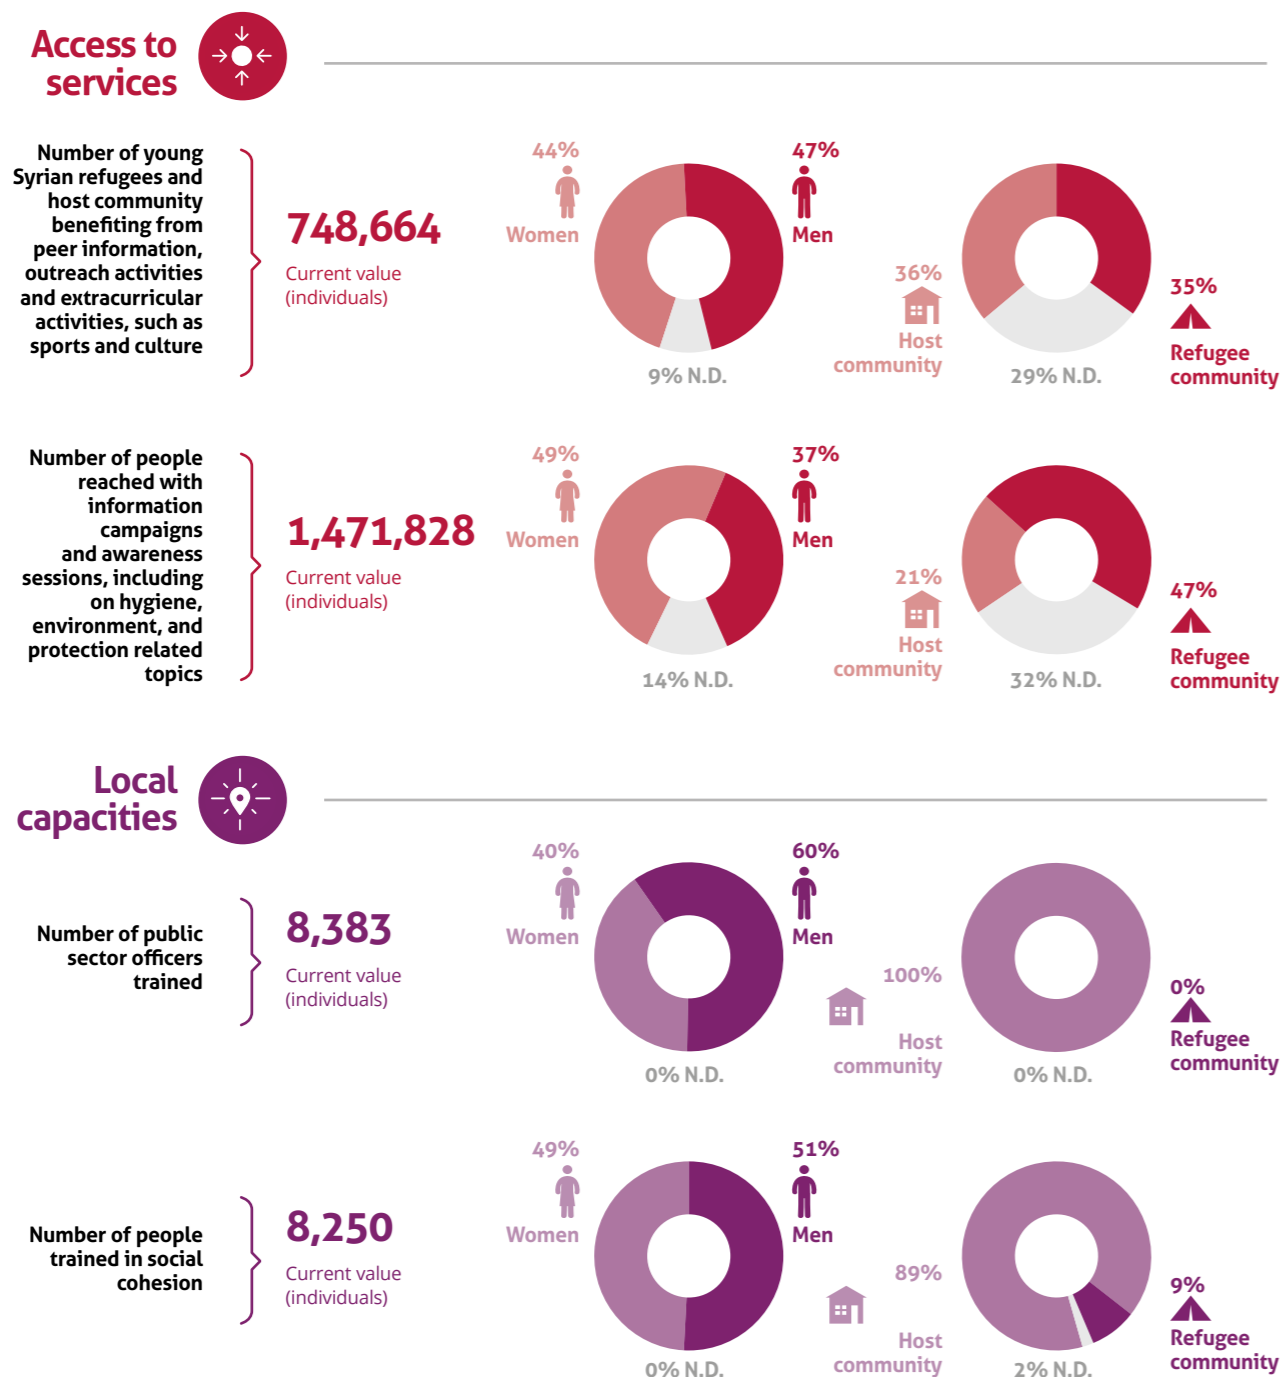 Access to
services
Number of young
Syrian refugees and
host community
benefiting from
peer information,
outreach activities
and extracurricular
activities, such as
sports and culture
748,664
Current value
(individuals)
44%
Women
47%
Men
9% N.D.
36%
Host
community
35%
Refugee
community
29% N.D.
Number of people
reached with
information
campaigns
and awareness
sessions, including
on hygiene,
environment, and
protection related
topics
1,471,828
Current value
(individuals)
49%
Women
37%
Men
14% N.D.
21%
Host
community
47%
Refugee
community
32% N.D.
Local
capacities
Number of public
sector officers
trained
8,383
Current value
(individuals)
40%
Women
60%
Men
0% N.D.
100%
Host
community
0%
Refugee
community
0% N.D.
Number of people
trained in social
cohesion
8,250
Current value
(individuals)
49%
Women
51%
Men
0% N.D.
89%
Host
community
9%
Refugee
community
2% N.D.